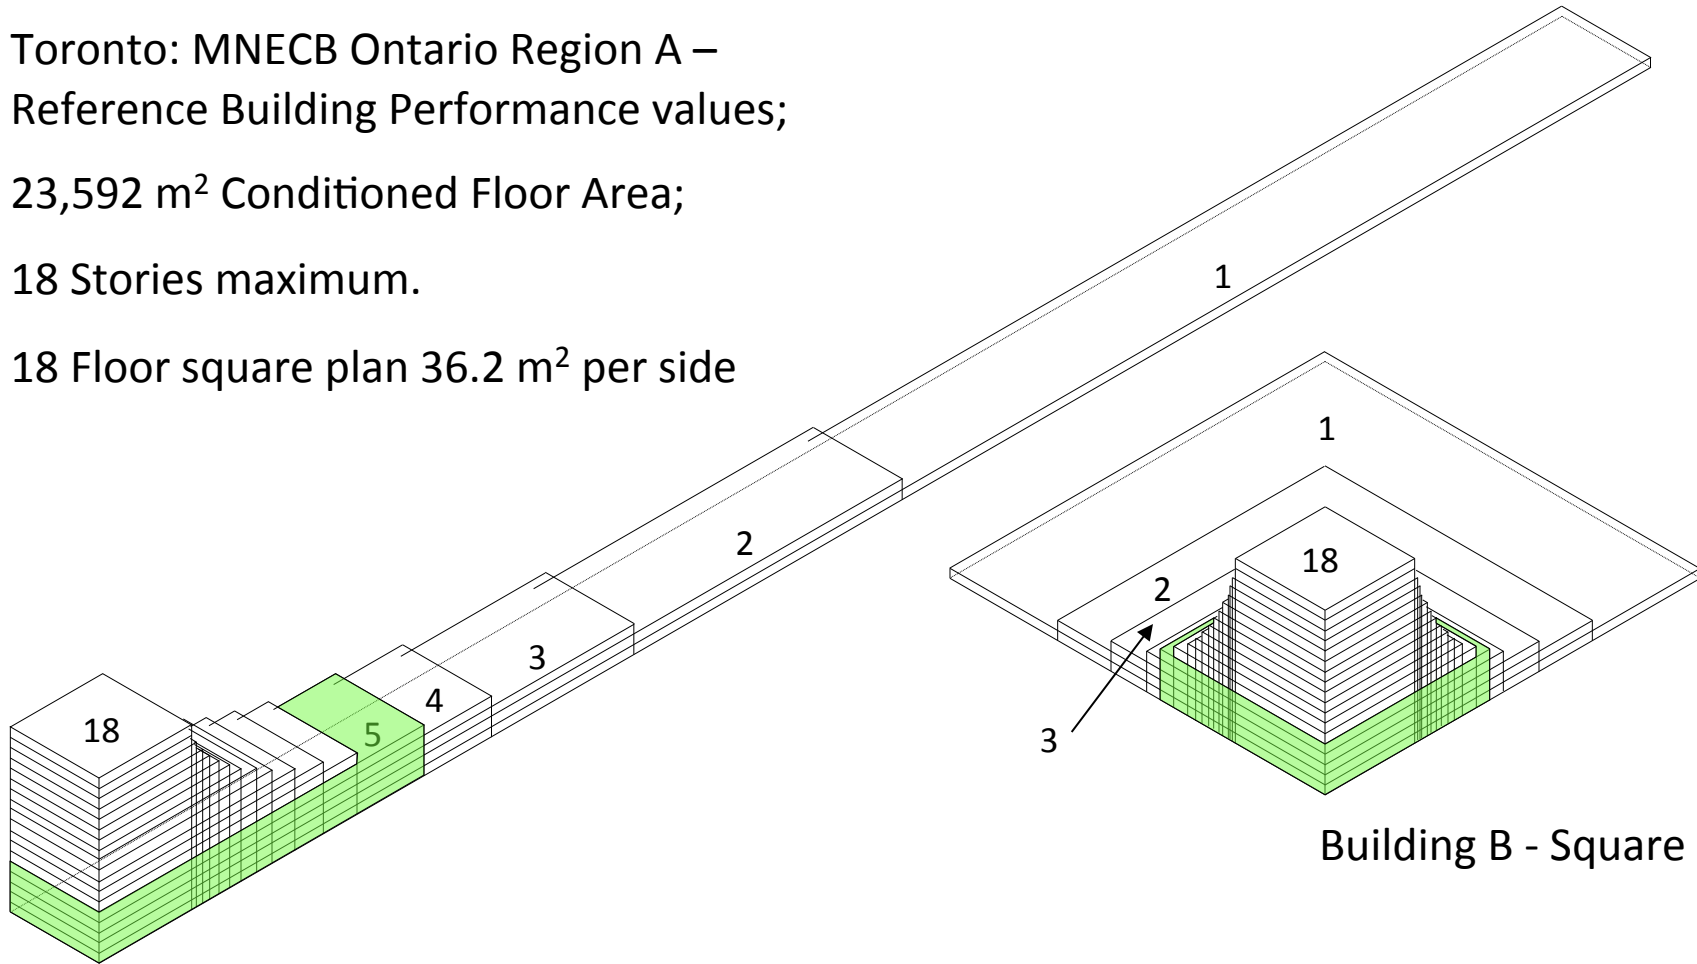 Toronto: MNECB Ontario Region A –
Reference Building Performance values;
23,592 m² Conditioned Floor Area;
18 Stories maximum.
18 Floor square plan 36.2 m² per side
1
2
3
4
5
18
1
18
2
3
Building B - Square